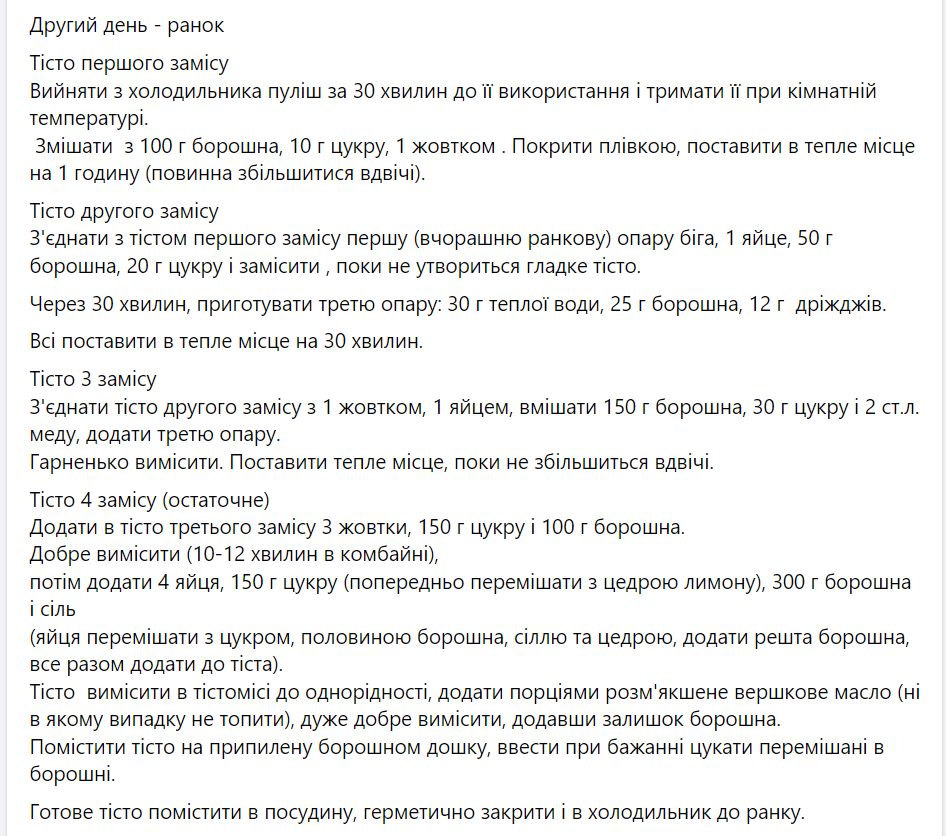 Другий день - ранок
Тісто першого замісу
Вийняти з холодильника пуліш за 30 хвилин до її використання і тримати її при кімнатній
температурі.
Змішати з 100 г борошна, 10 г цукру, 1 жовтком . Покрити плівкою, поставити в тепле місце
на 1 годину (повинна збільшитися вдвічі).
Тісто другого замісу
З'єднати з тістом першого замісу першу (вчорашню ранкову) опару біга, 1 яйце, 50 г
борошна, 20 г цукру і замісити , поки не утвориться гладке тісто.
Через 30 хвилин, приготувати третю опару: 30 г теплої води, 25 г борошна, 12 г дріжджів.
Всі поставити в тепле місце на 30 хвилин.
Тісто 3 замісу
З'єднати тісто другого замісу з 1 жовтком, 1 яйцем, вмішати 150 г борошна, 30 г цукру і 2 ст.л.
меду, додати третю опару.
Гарненько вимісити. Поставити тепле місце, поки не збільшиться вдвічі.
Тісто 4 замісу (остаточне)
Додати в тісто третього замісу 3 жовтки, 150 г цукру і 100 г борошна.
Добре вимісити (10-12 хвилин в комбайні),
потім додати 4 яйця, 150 г цукру (попередньо перемішати з цедрою лимону), 300 г борошна
і сіль
(яйця перемішати з цукром, половиною борошна, сіллю та цедрою, додати решта борошна,
все разом додати до тіста).
Тісто вимісити в тістомісі до однорідності, додати порціями розм'якшене вершкове масло (ні
в якому випадку не топити), дуже добре вимісити, додавши залишок борошна.
Помістити тісто на припилену борошном дошку, ввести при бажанні цукати перемішані в
борошні.
Готове тісто помістити в посудину, герметично закрити і в холодильник до ранку.